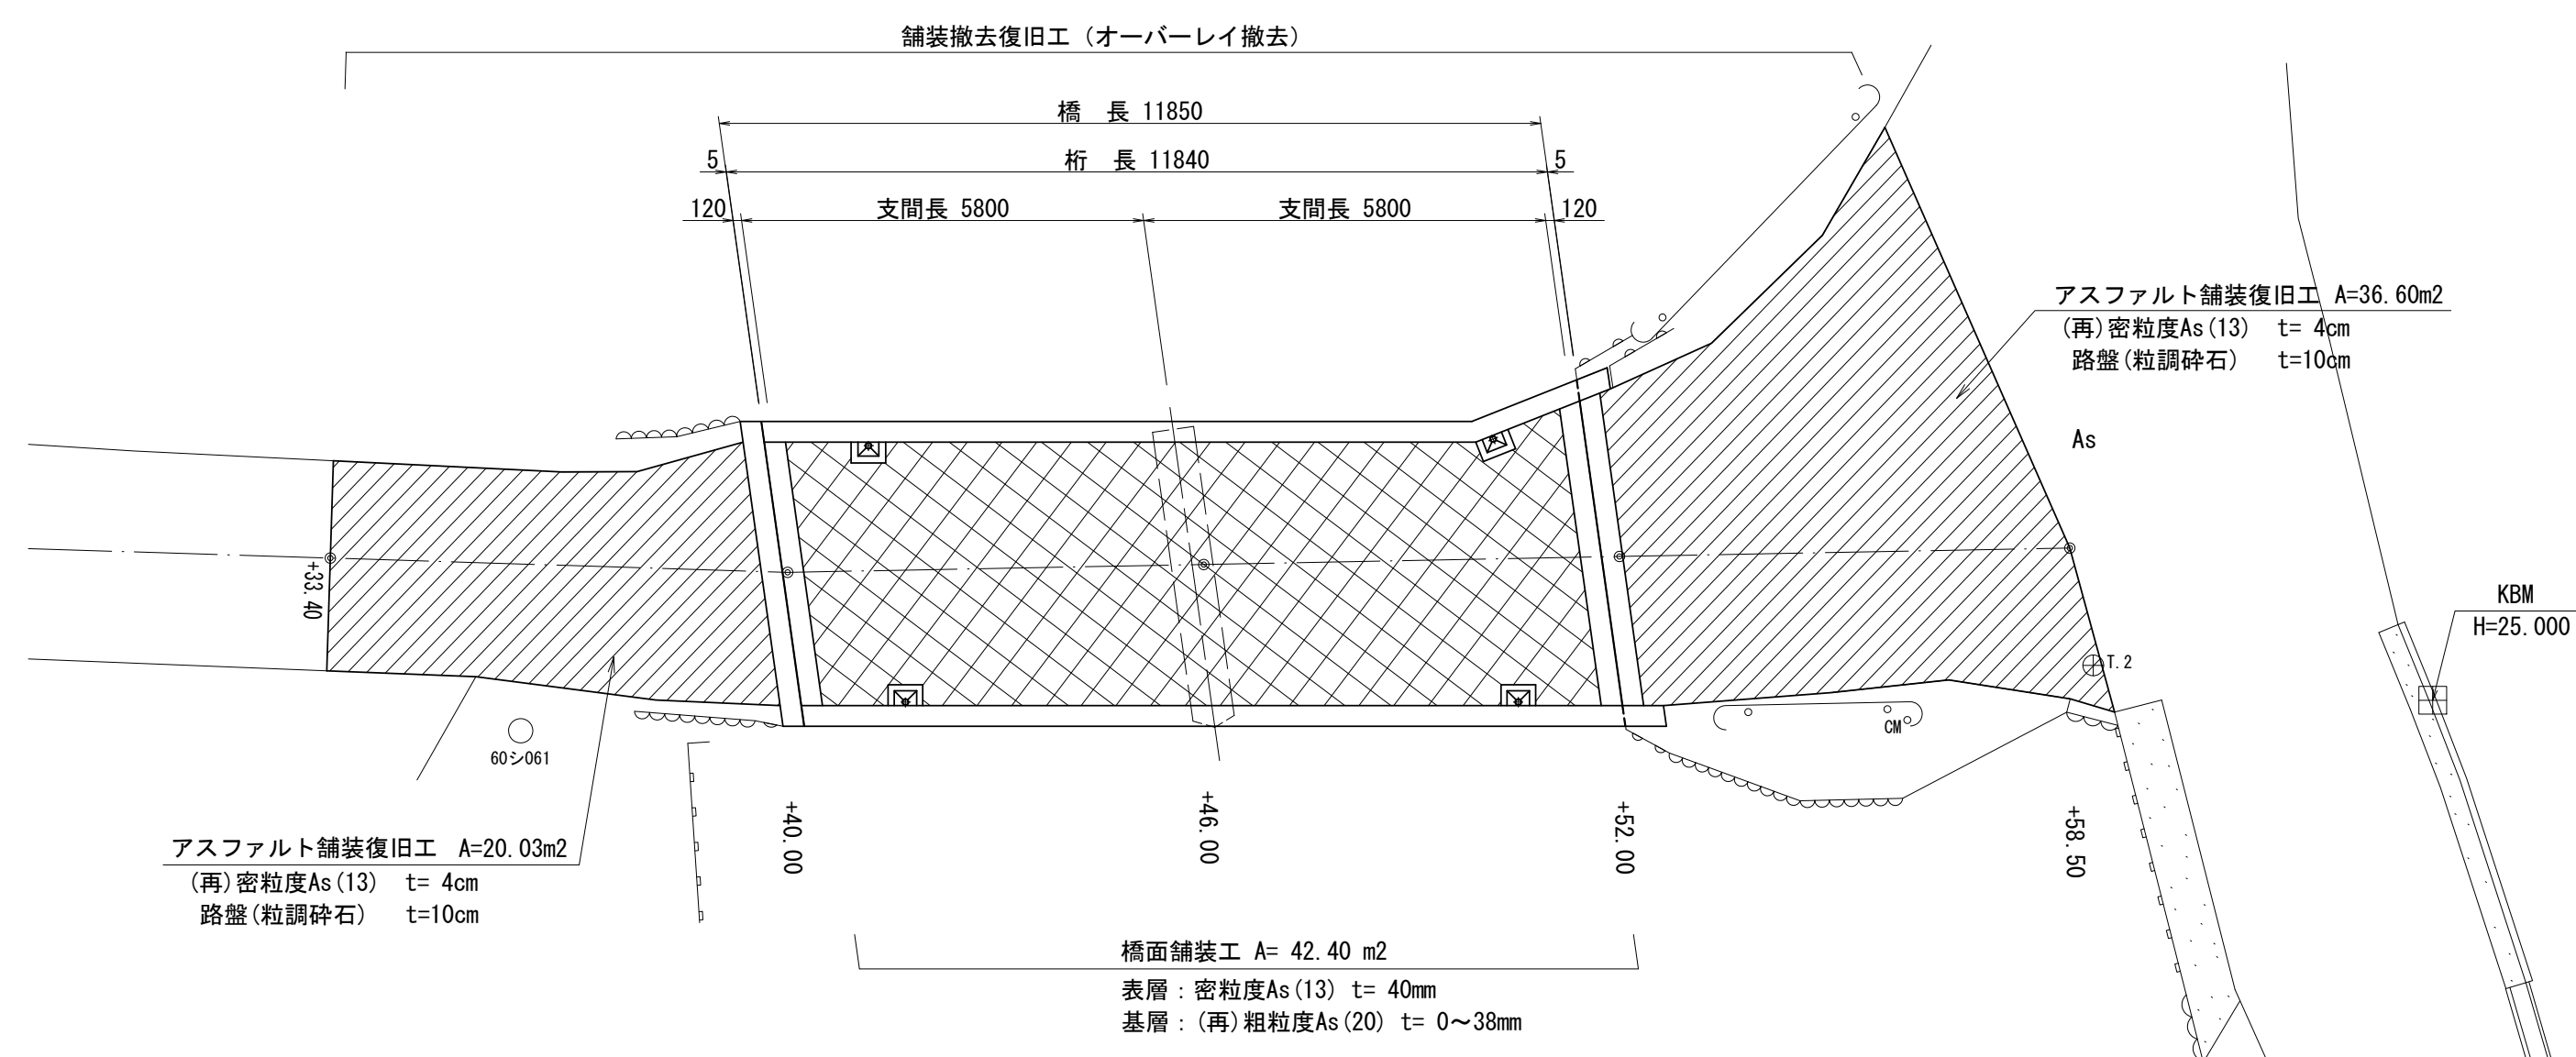 舗装撤去復旧工（オーバーレイ撤去）
橋　長 11850
5 桁　長 11840 5
120 支間長 5800 支間長 5800 120
アスファルト舗装復旧工 A=36.60m2
(再)密粒度As(13) t= 4cm
路盤(粒調砕石) t=10cm
As
+33.40
KBM
H=25.000
T.2
CM
60シ061
+40.00
+46.00
+52.00
+58.50
アスファルト舗装復旧工 A=20.03m2
(再)密粒度As(13) t= 4cm
路盤(粒調砕石) t=10cm
橋面舗装工 A= 42.40 m2
表層：密粒度As(13) t= 40mm
基層：(再)粗粒度As(20) t= 0～38mm